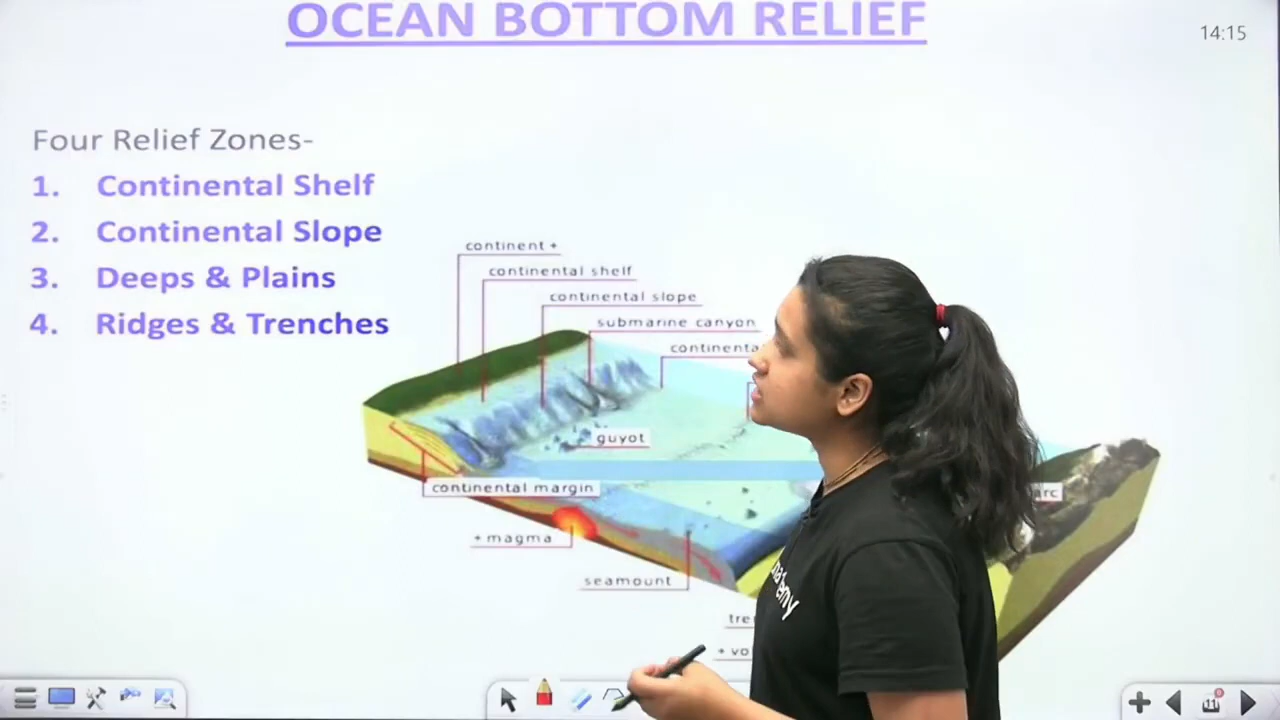 OCEAN BOTTOM RELIEF
14:15
Four Relief Zones-
1. Continental Shelf
2. Continental Slope
3. Deeps & Plains
4. Ridges & Trenches
continent +
continental shelf
continental slope
submarine canyon
guyot
continental margin
+ magma
seamount
11